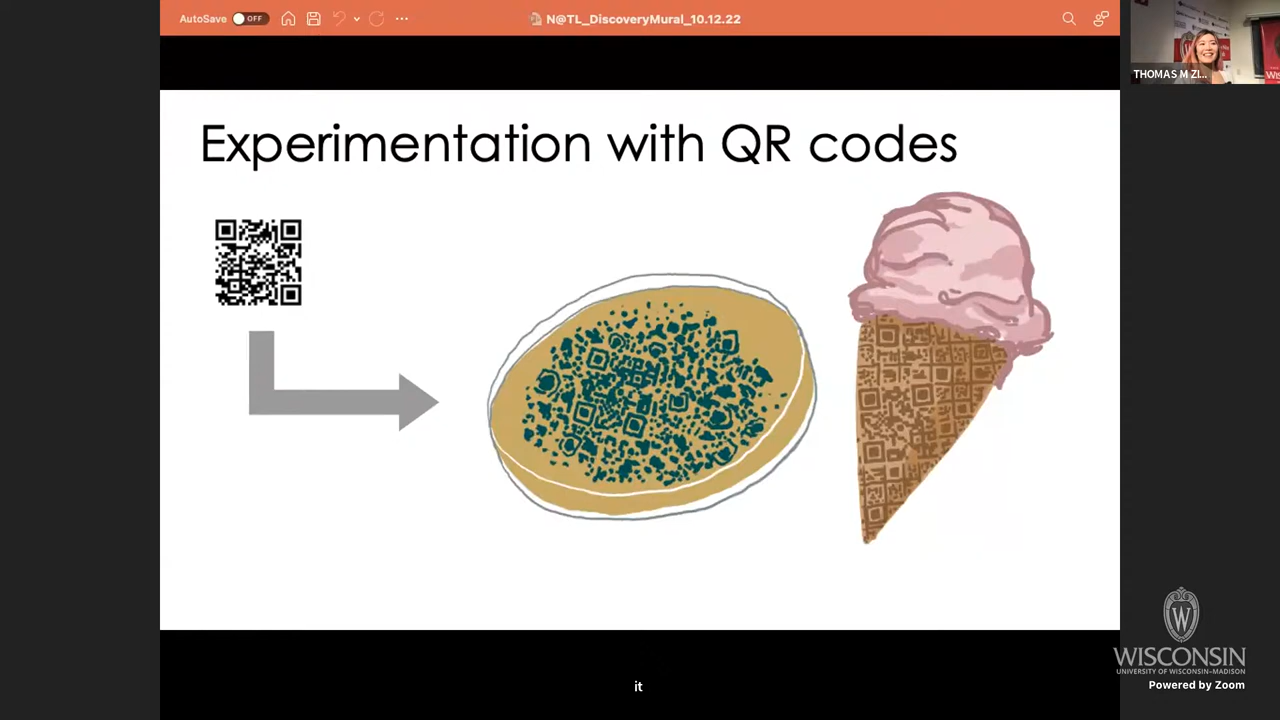 AutoSave OFF
N@TL_DiscoveryMural_10.12.22
THOMAS M ZI...
Experimentation with QR codes
W
WISCONSIN
UNIVERSITY OF WISCONSIN–MADISON
Powered by Zoom
it